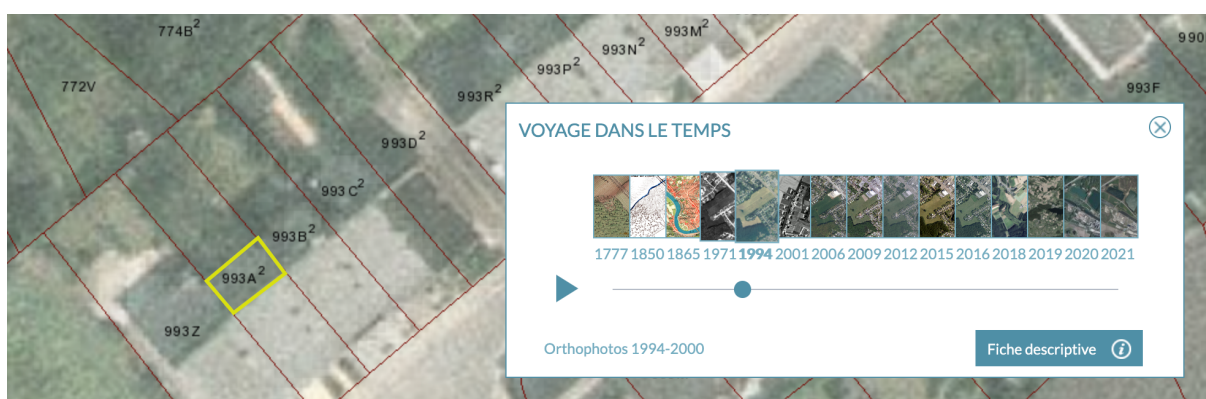 774B²
993M²
990
993N²
993P²
772V
993F
993R²
993D²
993C²
993B²
993A²
993Z
VOYAGE DANS LE TEMPS
1777 1850 1865 1971 1994 2001 2006 2009 2012 2015 2016 2018 2019 2020 2021
Orthophotos 1994-2000
Fiche descriptive i